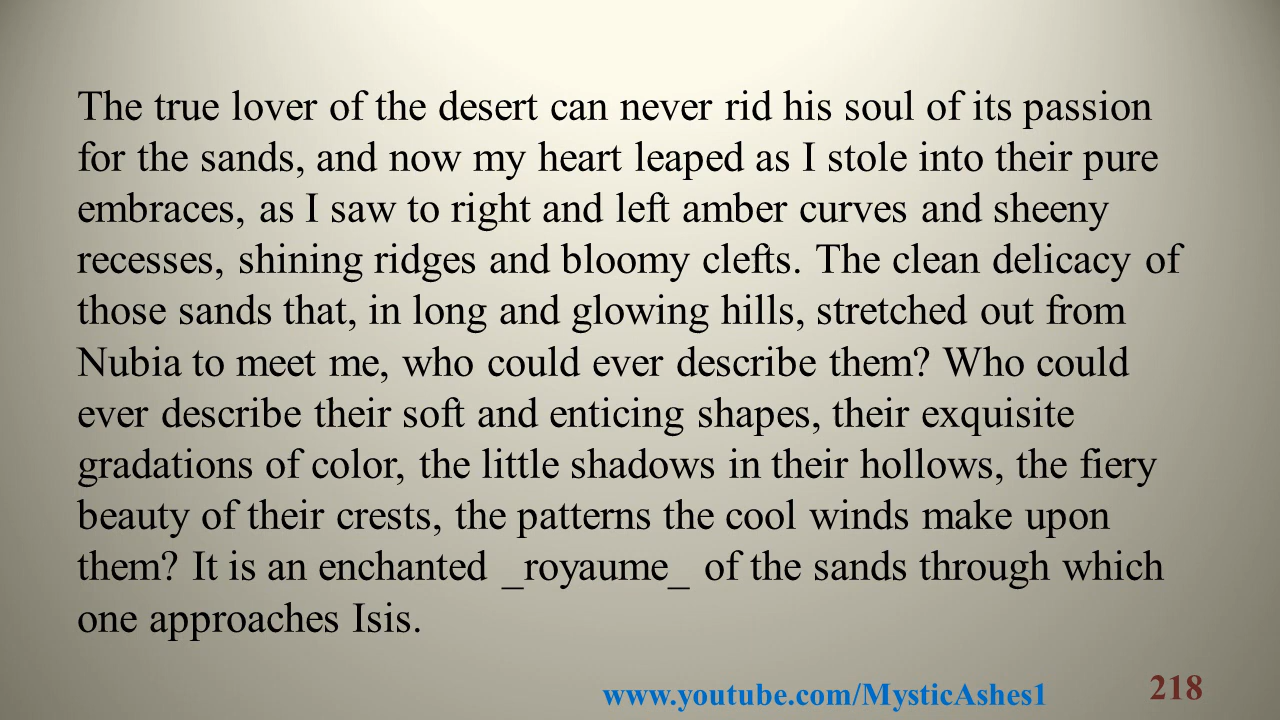 The true lover of the desert can never rid his soul of its passion
for the sands, and now my heart leaped as I stole into their pure
embraces, as I saw to right and left amber curves and sheeny
recesses, shining ridges and bloomy clefts. The clean delicacy of
those sands that, in long and glowing hills, stretched out from
Nubia to meet me, who could ever describe them? Who could
ever describe their soft and enticing shapes, their exquisite
gradations of color, the little shadows in their hollows, the fiery
beauty of their crests, the patterns the cool winds make upon
them? It is an enchanted _royaume_ of the sands through which
one approaches Isis.
www.youtube.com/MysticAshes1
218